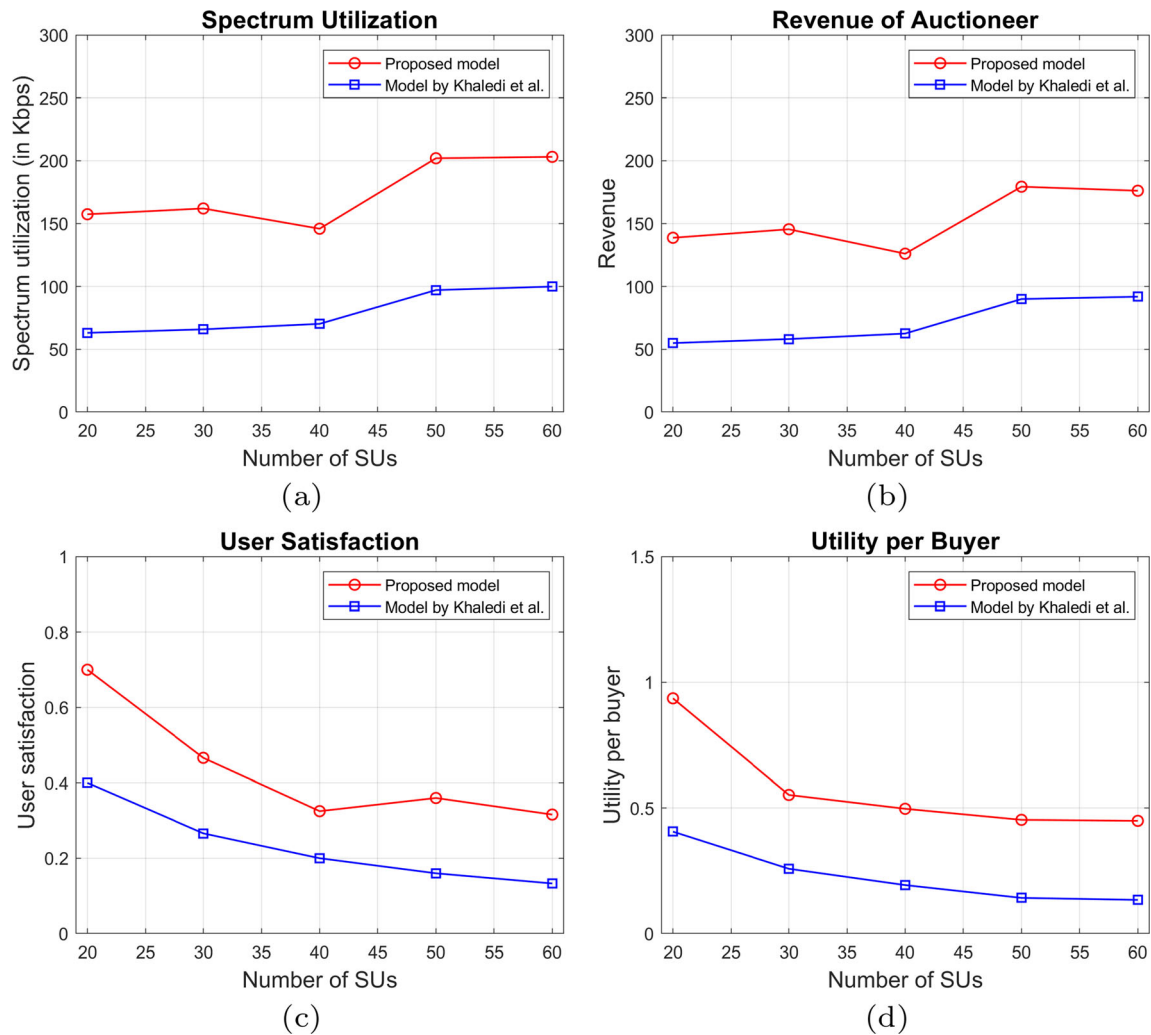 Spectrum Utilization
300
250
200
150
100
50
0
Spectrum utilization (in Kbps)
Proposed model
Model by Khaledi et al.
20 25 30 35 40 45 50 55 60
Number of SUs
(a)
Revenue of Auctioneer
300
250
200
150
100
50
0
Revenue
Proposed model
Model by Khaledi et al.
20 25 30 35 40 45 50 55 60
Number of SUs
(b)
User Satisfaction
1
0.8
0.6
0.4
0.2
0
User satisfaction
Proposed model
Model by Khaledi et al.
20 25 30 35 40 45 50 55 60
Number of SUs
(c)
Utility per Buyer
1.5
1
0.5
0
Utility per buyer
Proposed model
Model by Khaledi et al.
20 25 30 35 40 45 50 55 60
Number of SUs
(d)